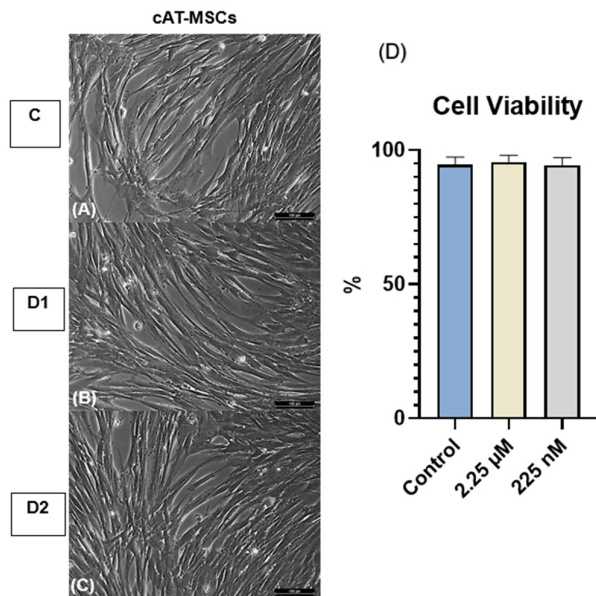 cAT-MSCs
C
(A)
D1
(B)
D2
(C)
(D)
Cell Viability
%
100
50
0
Control
2.25 µM
225 nM